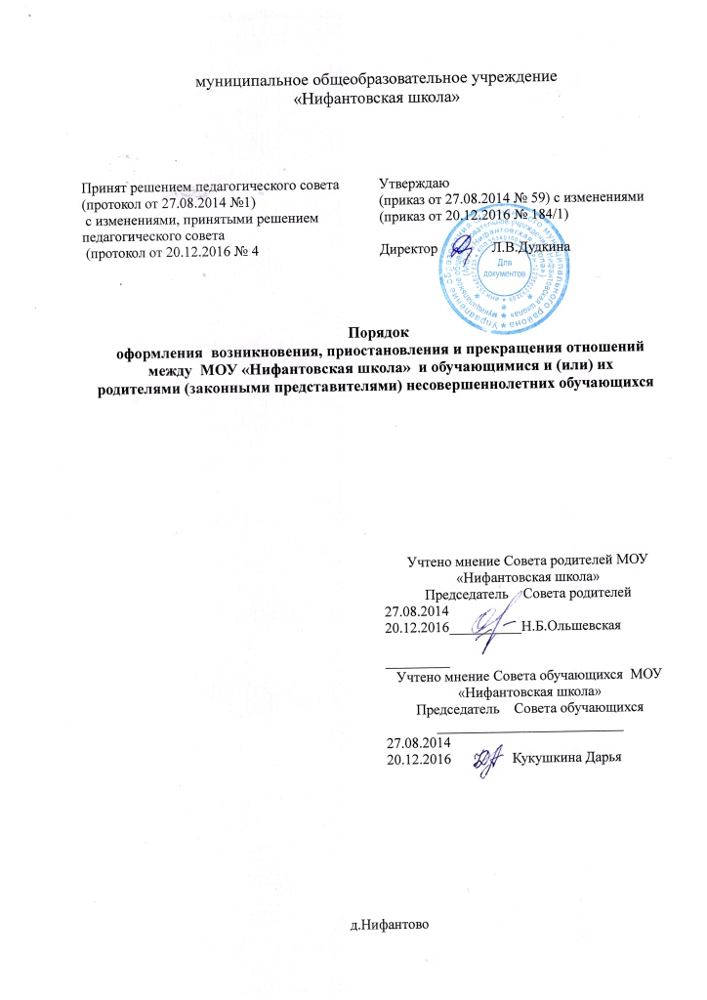 муниципальное общеобразовательное учреждение
«Нифантовская школа»
Принят решением педагогического совета
(протокол от 27.08.2014 №1)
с изменениями, принятыми решением
педагогического совета
(протокол от 20.12.2016 № 4
Утверждаю
(приказ от 27.08.2014 № 59) с изменениями
(приказ от 20.12.2016 № 184/1)
Директор Л.В.Дудкина
Для
документов
Порядок
оформления возникновения, приостановления и прекращения отношений
между МОУ «Нифантовская школа» и обучающимися и (или) их
родителями (законными представителями) несовершеннолетних обучающихся
Учтено мнение Совета родителей МОУ
«Нифантовская школа»
Председатель Совета родителей
27.08.2014
20.12.2016__________Н.Б.Ольшевская
Учтено мнение Совета обучающихся МОУ
«Нифантовская школа»
Председатель Совета обучающихся
27.08.2014
20.12.2016 Кукушкина Дарья
д.Нифантово